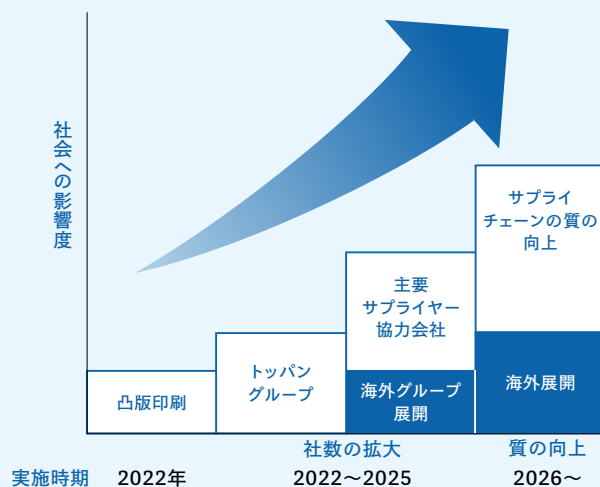 社会への影響度
サプライ
チェーンの質の
向上
主要
サプライヤー
協力会社
トッパン
グループ
凸版印刷
海外グループ
展開
海外展開
社数の拡大
質の向上
実施時期
2022年
2022〜2025
2026〜